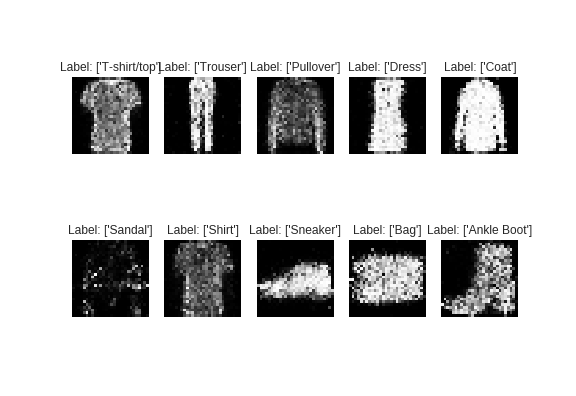 Label: ['T-shirt/top'] Label: ['Trouser'] Label: ['Pullover'] Label: ['Dress'] Label: ['Coat']
Label: ['Sandal'] Label: ['Shirt'] Label: ['Sneaker'] Label: ['Bag'] Label: ['Ankle Boot']